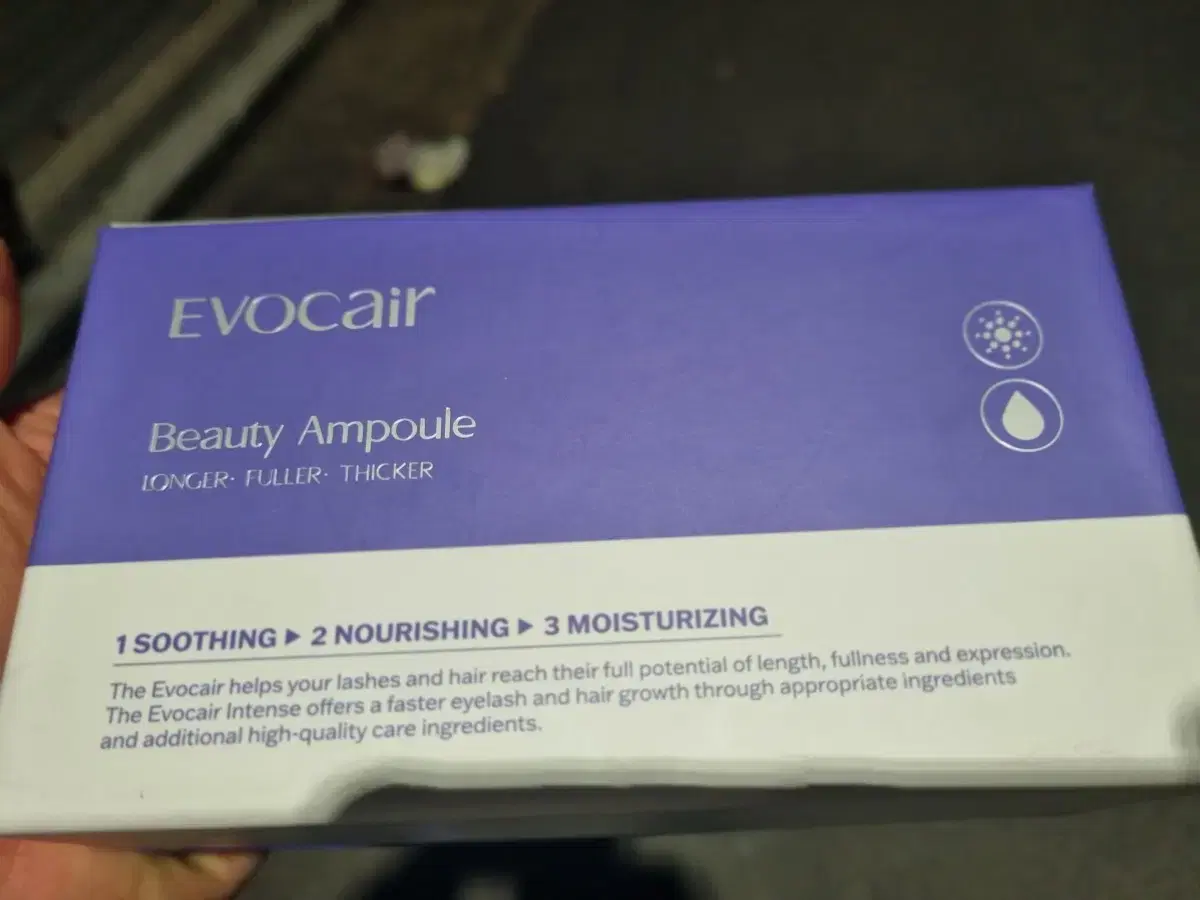 EVOCair
Beauty Ampoule
LONGER· FULLER· THICKER
1 SOOTHING ▶ 2 NOURISHING ▶ 3 MOISTURIZING
The Evocair helps your lashes and hair reach their full potential of length, fullness and expression.
The Evocair Intense offers a faster eyelash and hair growth through appropriate ingredients
and additional high-quality care ingredients.